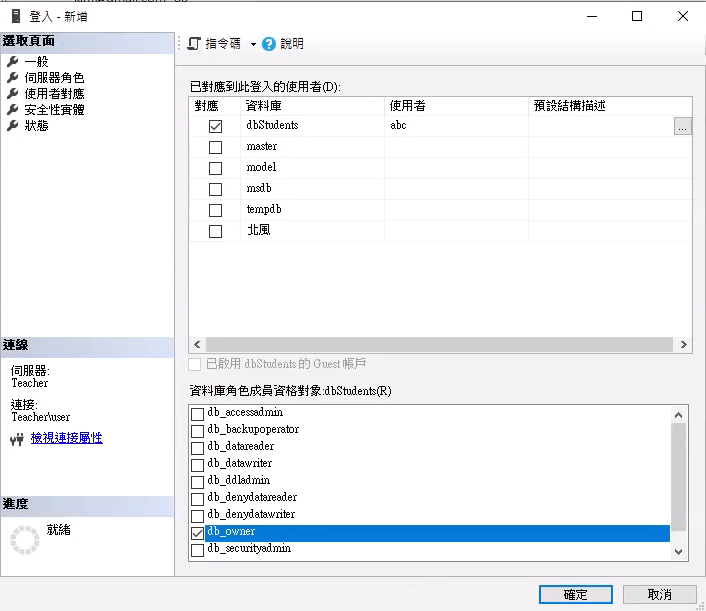 登入 - 新增
選取頁面
一般
伺服器角色
使用者對應
安全性實體
狀態
指令碼 說明
已對應到此登入的使用者(D):
對應 資料庫 使用者 預設結構描述
dbStudents abc ...
master
model
msdb
tempdb
北風
已啟用 dbStudents 的 Guest 帳戶
資料庫角色成員資格對象:dbStudents(R)
db_accessadmin
db_backupoperator
db_datareader
db_datawriter
db_ddladmin
db_denydatareader
db_denydatawriter
db_owner
db_securityadmin
連線
伺服器:
Teacher
連接:
Teacher\user
檢視連接屬性
進度
就緒
確定 取消